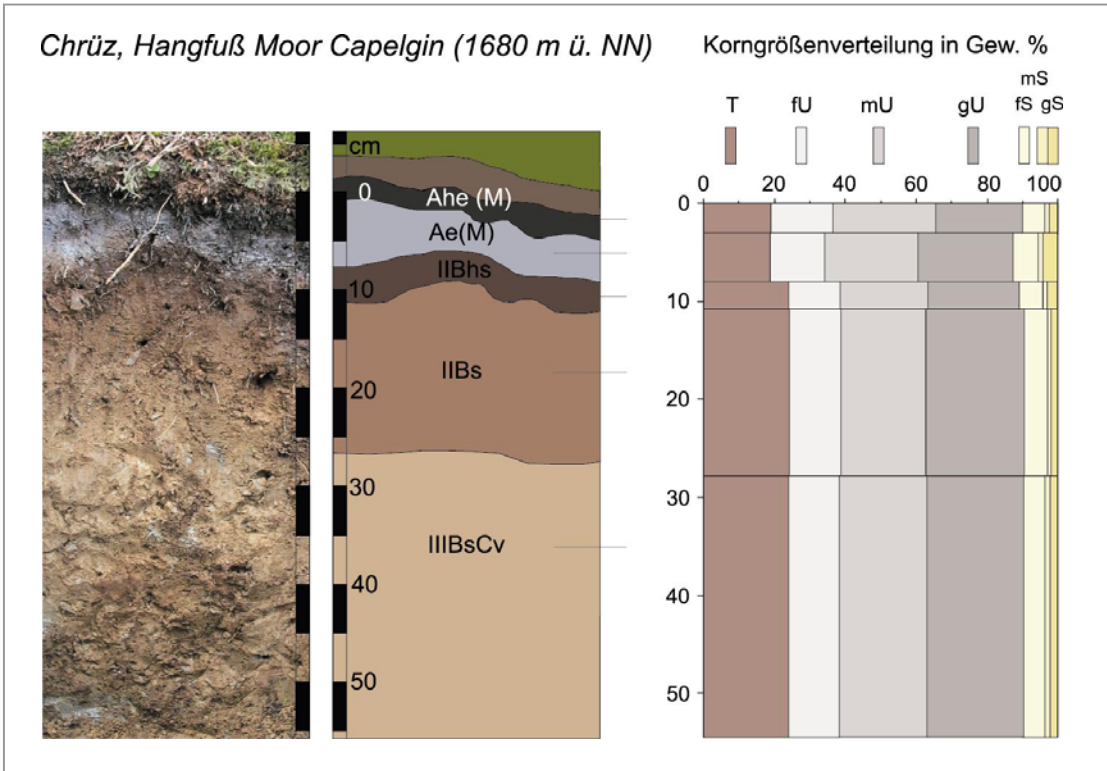 Chrüz, Hangfuß Moor Capelgin (1680 m ü. NN)
Korngrößenverteilung in Gew. %
mS
T fU mU gU fS gS
cm
0
Ahe (M)
Ae(M)
IIBhs
10
IIBs
20
30
IIIBsCv
40
50
0 20 40 60 80 100
0
10
20
30
40
50